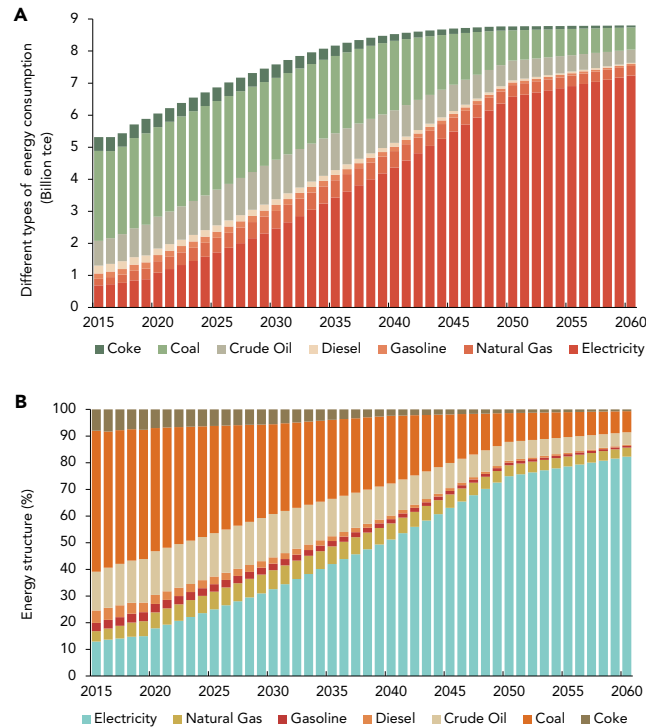 A
Different types of energy consumption
(Billion tce)
9
8
7
6
5
4
3
2
1
0
2015 2020 2025 2030 2035 2040 2045 2050 2055 2060
Coke Coal Crude Oil Diesel Gasoline Natural Gas Electricity
B
Energy structure (%)
100
90
80
70
60
50
40
30
20
10
0
2015 2020 2025 2030 2035 2040 2045 2050 2055 2060
Electricity Natural Gas Gasoline Diesel Crude Oil Coal Coke